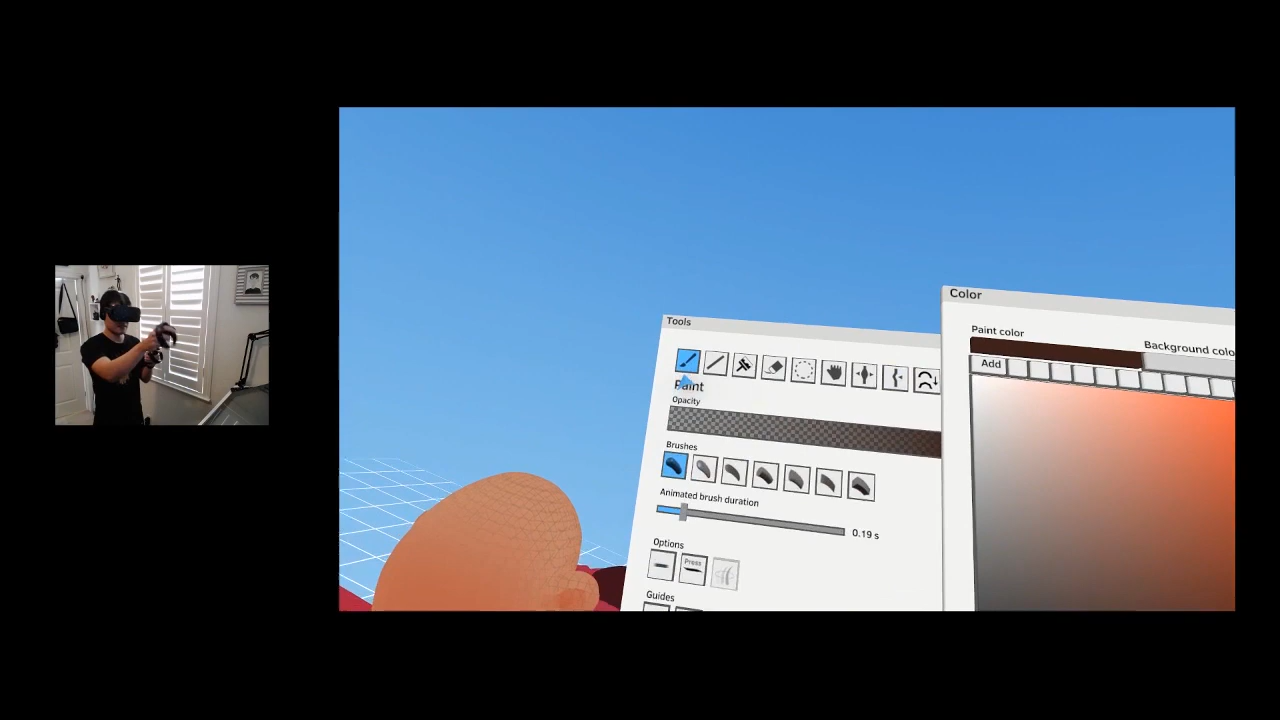 Tools
Paint
Opacity
Brushes
Animated brush duration
0.19 s
Options
Press
Guides
Color
Paint color
Background colo
Add